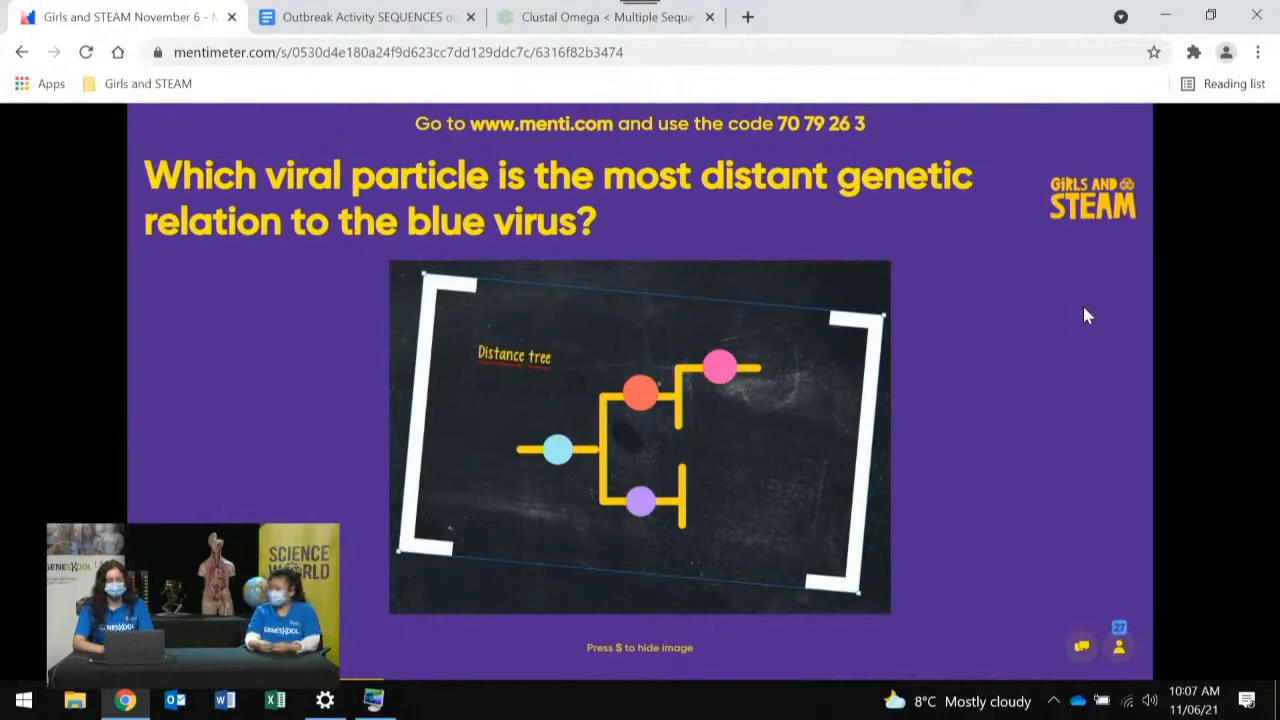 Girls and STEAM November 6 - M
Outbreak Activity SEQUENCES o
Clustal Omega < Multiple Seque
mentimeter.com/s/0530d4e180a24f9d623cc7dd129ddc7c/6316f82b3474
Apps
Girls and STEAM
Reading list
Go to www.menti.com and use the code 70 79 26 3
Which viral particle is the most distant genetic
relation to the blue virus?
GIRLS AND
STEAM
Distance tree
SCIENCE
WORLD
GENESKOOL
GENESKOOL
GENESKOOL
27
Press S to hide image
8°C Mostly cloudy
10:07 AM
11/06/21